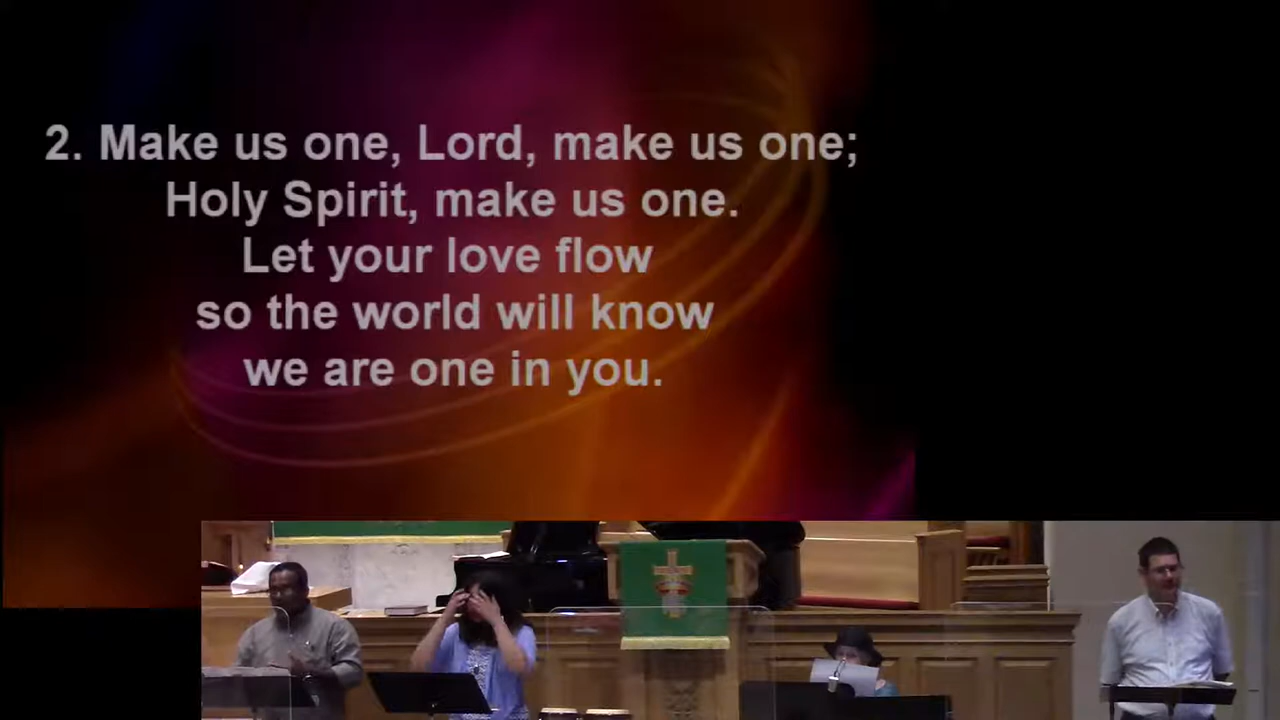 2. Make us one, Lord, make us one;
Holy Spirit, make us one.
Let your love flow
so the world will know
we are one in you.